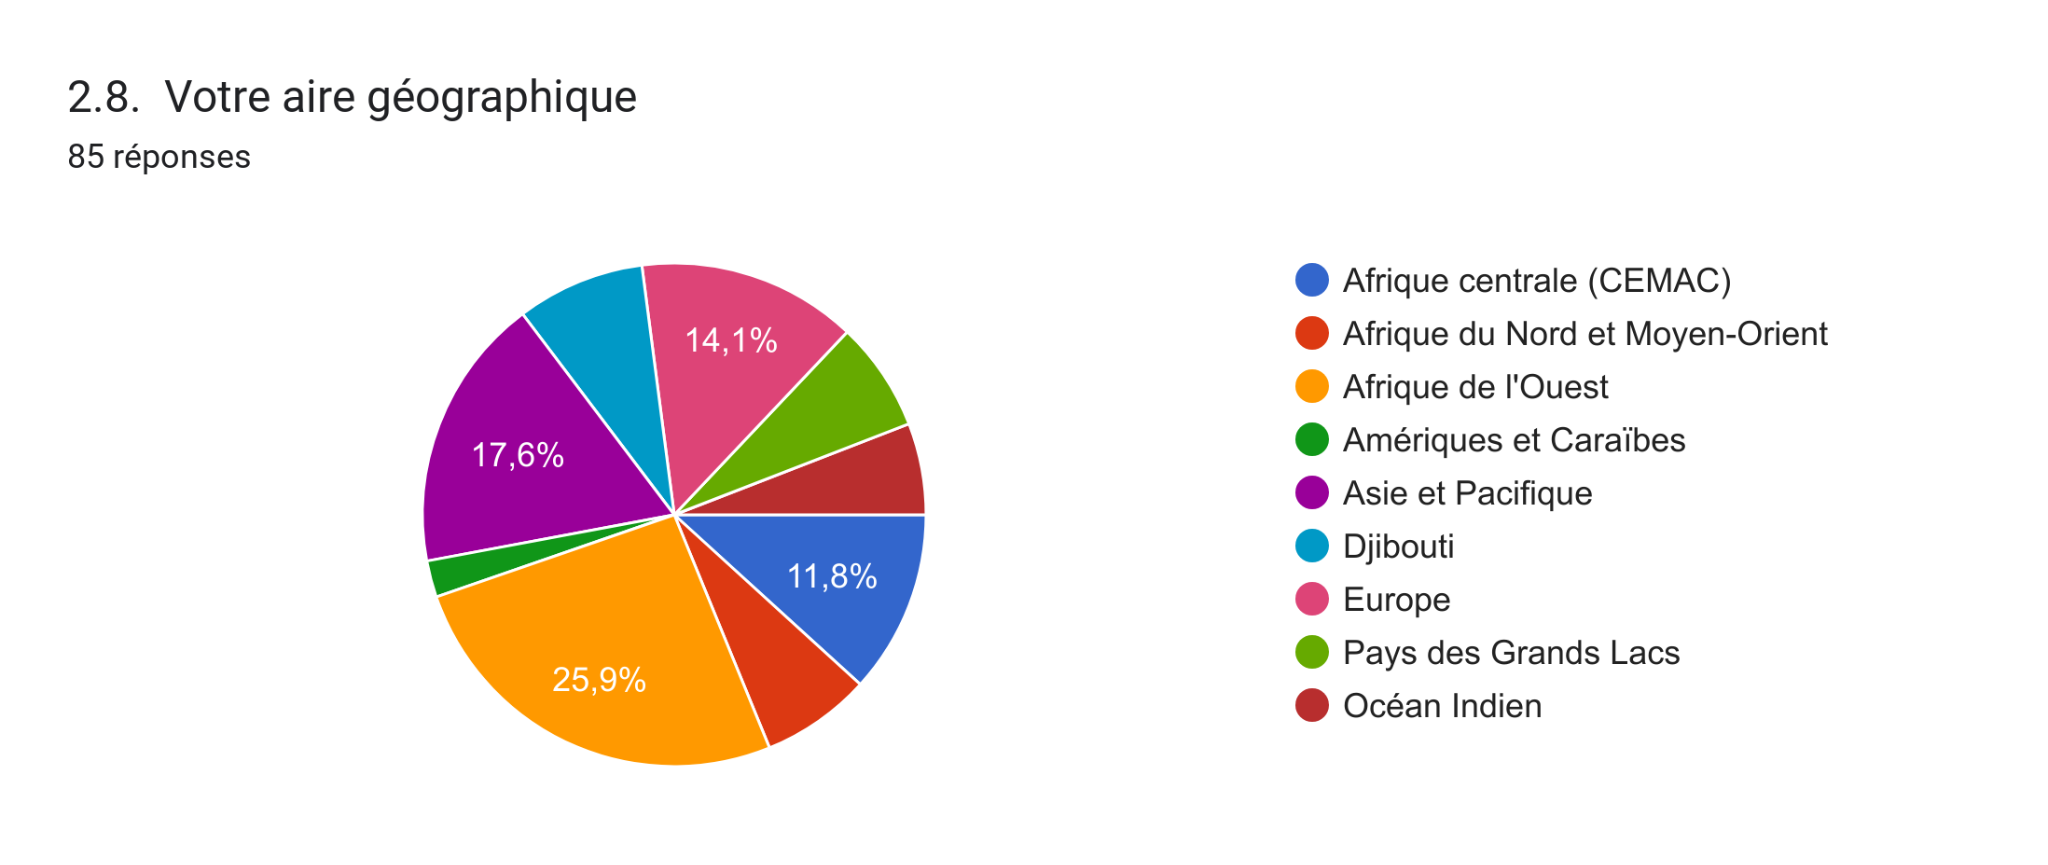 2.8. Votre aire géographique
85 réponses
14,1%
17,6%
11,8%
25,9%
Afrique centrale (CEMAC)
Afrique du Nord et Moyen-Orient
Afrique de l'Ouest
Amériques et Caraïbes
Asie et Pacifique
Djibouti
Europe
Pays des Grands Lacs
Océan Indien